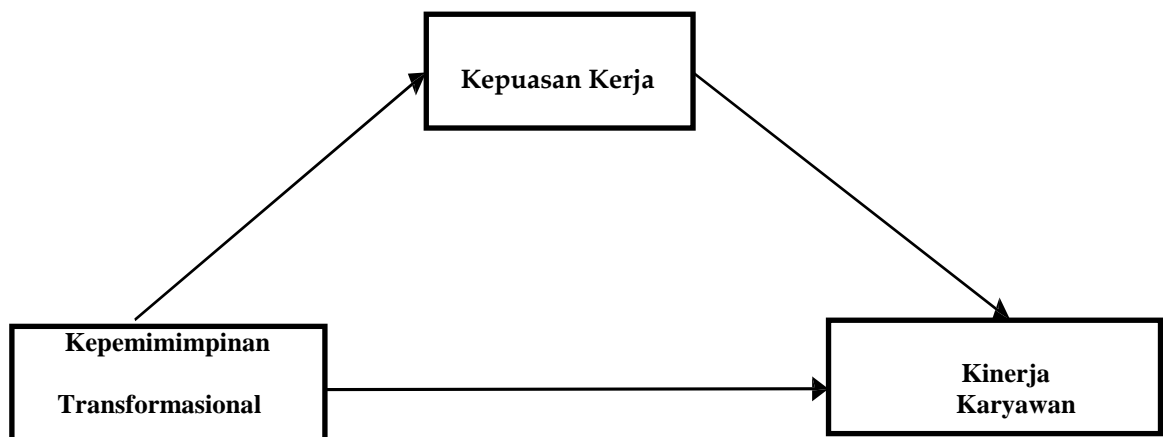 Kepuasan Kerja
Kepemimimpinan
Transformasional
Kinerja
Karyawan